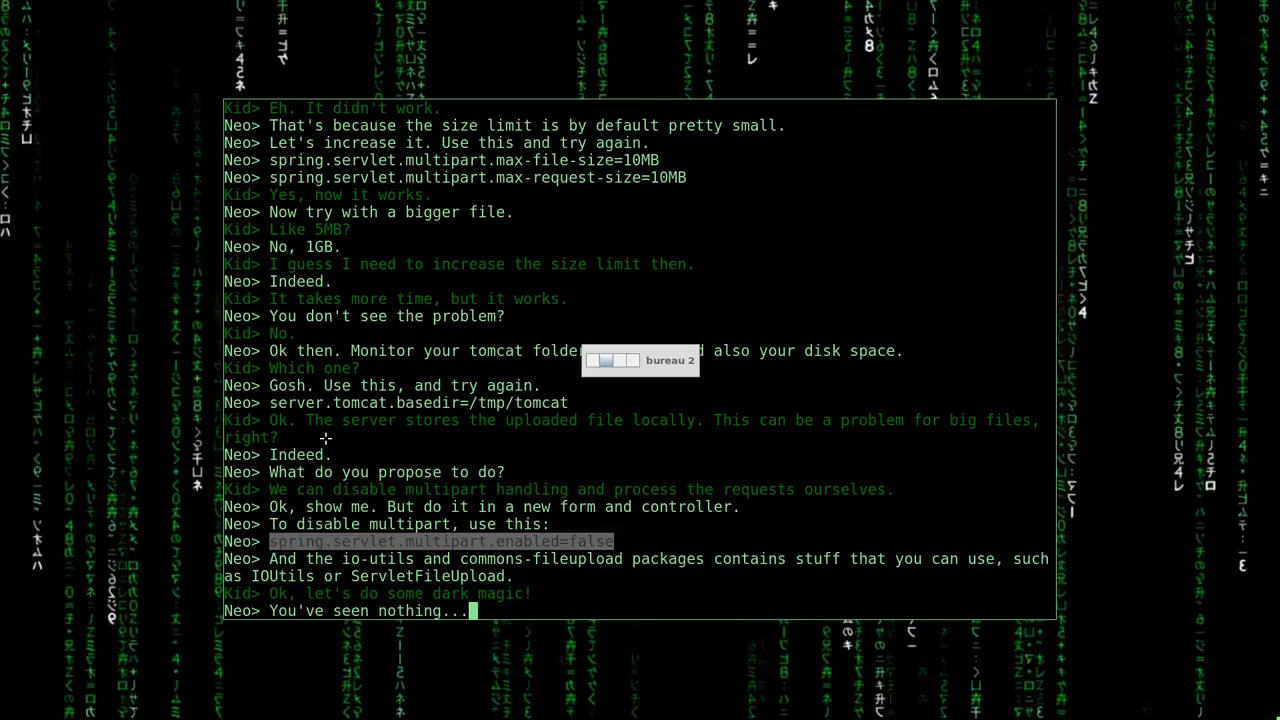 Kid> Eh. It didn't work.
Neo> That's because the size limit is by default pretty small.
Neo> Let's increase it. Use this and try again.
Neo> spring.servlet.multipart.max-file-size=10MB
Neo> spring.servlet.multipart.max-request-size=10MB
Kid> Yes, now it works.
Neo> Now try with a bigger file.
Kid> Like 5MB?
Neo> No, 1GB.
Kid> I guess I need to increase the size limit then.
Neo> Indeed.
Kid> It takes more time, but it works.
Neo> You don't see the problem?
Kid> No.
Neo> Ok then. Monitor your tomcat also your disk space.
bureau 2
Kid> Which one?
Neo> Gosh. Use this, and try again.
Neo> server.tomcat.basedir=/tmp/tomcat
Kid> Ok. The server stores the uploaded file locally. This can be a problem for big files,
right?
Neo> Indeed.
Neo> What do you propose to do?
Kid> We can disable multipart handling and process the requests ourselves.
Neo> Ok, show me. But do it in a new form and controller.
Neo> To disable multipart, use this:
Neo> spring.servlet.multipart.enabled=false
Neo> And the io-utils and commons-fileupload packages contains stuff that you can use, such
as IOUtils or ServletFileUpload.
Kid> Ok, let's do some dark magic!
Neo> You've seen nothing...